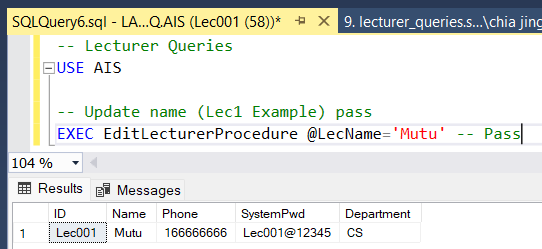 SQLQuery6.sql - LA...Q.AIS (Lec001 (58))*
9. lecturer_queries.s...\chia jing
-- Lecturer Queries
USE AIS
-- Update name (Lec1 Example) pass
EXEC EditLecturerProcedure @LecName='Mutu' -- Pass
104 %
Results Messages
ID Name Phone SystemPwd Department
1 Lec001 Mutu 166666666 Lec001@12345 CS